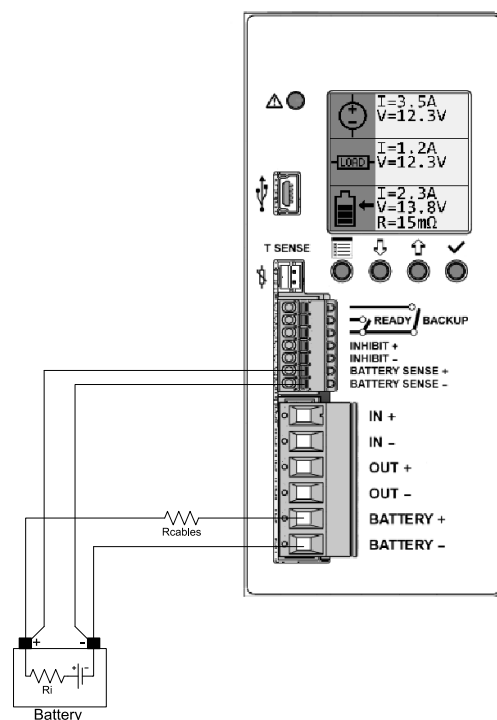 I=3.5A
V=12.3V
LOAD
I=1.2A
V=12.3V
I=2.3A
V=13.8V
R=15mΩ
T SENSE
READY BACKUP
INHIBIT +
INHIBIT –
BATTERY SENSE +
BATTERY SENSE –
IN +
IN –
OUT +
OUT –
BATTERY +
BATTERY –
Rcables
+ -
+ -
Ri
Battery